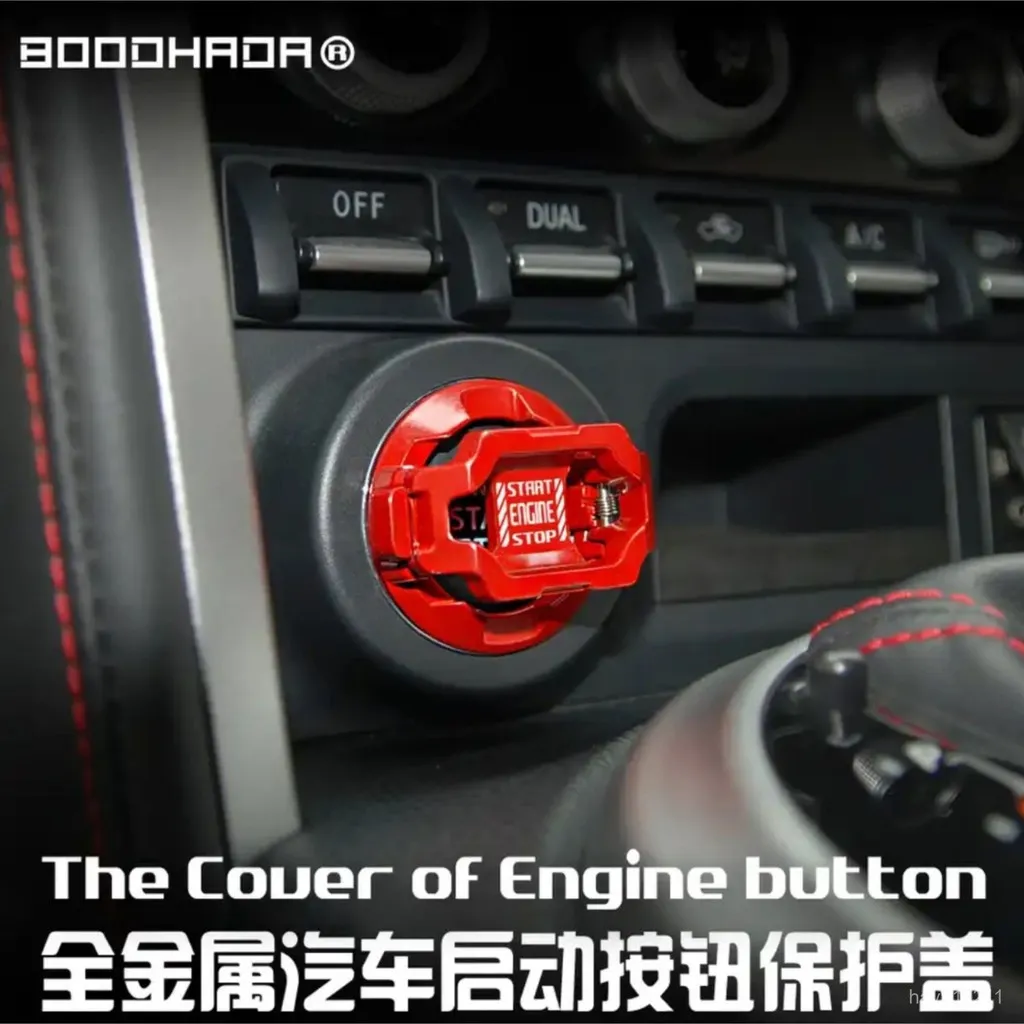 BOODHADA®
OFF
DUAL
A/C
START
ENGINE
STOP
STA
The Cover of Engine button
全金属汽车启动按钮保护盖